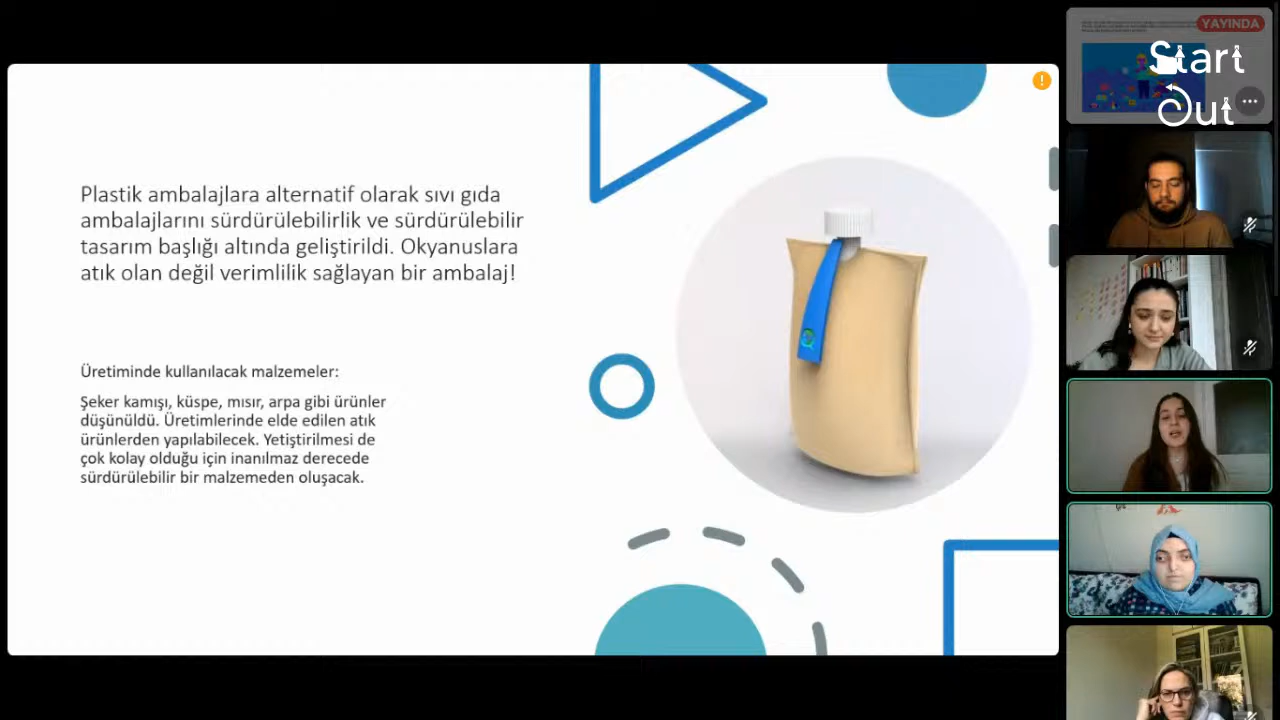 Plastik ambalajlara alternatif olarak sıvı gıda
ambalajlarını sürdürülebilirlik ve sürdürülebilir
tasarım başlığı altında geliştirildi. Okyanuslara
atık olan değil verimlilik sağlayan bir ambalaj!
Üretiminde kullanılacak malzemeler:
Şeker kamışı, küspe, mısır, arpa gibi ürünler
düşünüldü. Üretimlerinde elde edilen atık
ürünlerden yapılabilecek. Yetiştirilmesi de
çok kolay olduğu için inanılmaz derecede
sürdürülebilir bir malzemeden oluşacak.
YAYINDA
Start
Out